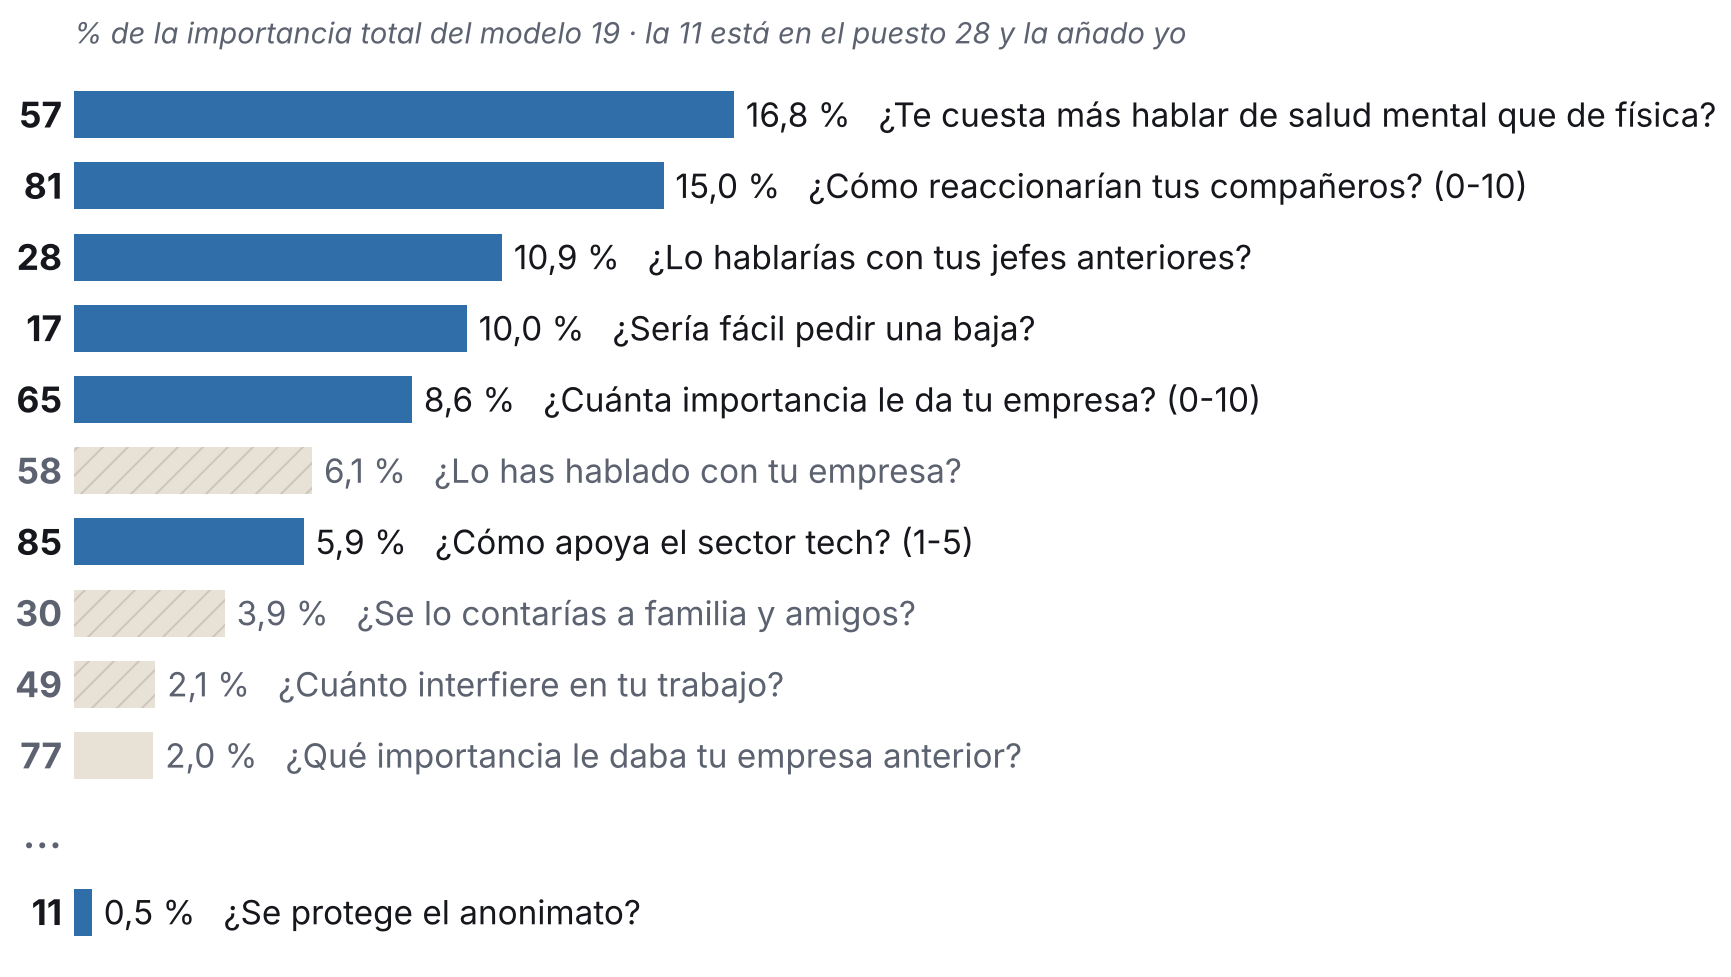 % de la importancia total del modelo 19 · la 11 está en el puesto 28 y la añado yo
57 16,8 % ¿Te cuesta más hablar de salud mental que de física?
81 15,0 % ¿Cómo reaccionarían tus compañeros? (0-10)
28 10,9 % ¿Lo hablarías con tus jefes anteriores?
17 10,0 % ¿Sería fácil pedir una baja?
65 8,6 % ¿Cuánta importancia le da tu empresa? (0-10)
58 6,1 % ¿Lo has hablado con tu empresa?
85 5,9 % ¿Cómo apoya el sector tech? (1-5)
30 3,9 % ¿Se lo contarías a familia y amigos?
49 2,1 % ¿Cuánto interfiere en tu trabajo?
77 2,0 % ¿Qué importancia le daba tu empresa anterior?
...
11 0,5 % ¿Se protege el anonimato?